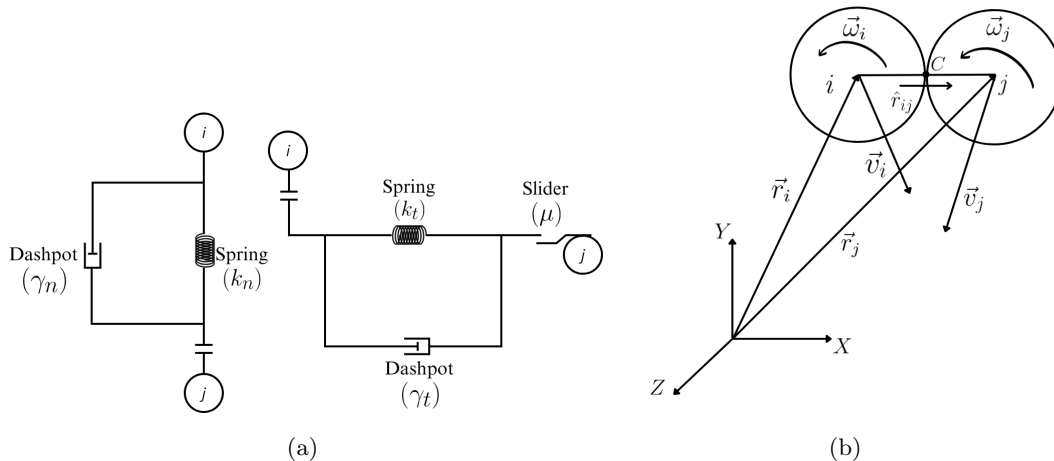 i
Dashpot
(γn)
Spring
(kn)
j
(a)
i
Spring
(kt)
Slider
(μ)
j
Dashpot
(γt)
ω⃗i
ω⃗j
C
i
j
r̂ij
v⃗i
v⃗j
r⃗i
r⃗j
Y
X
Z
(b)